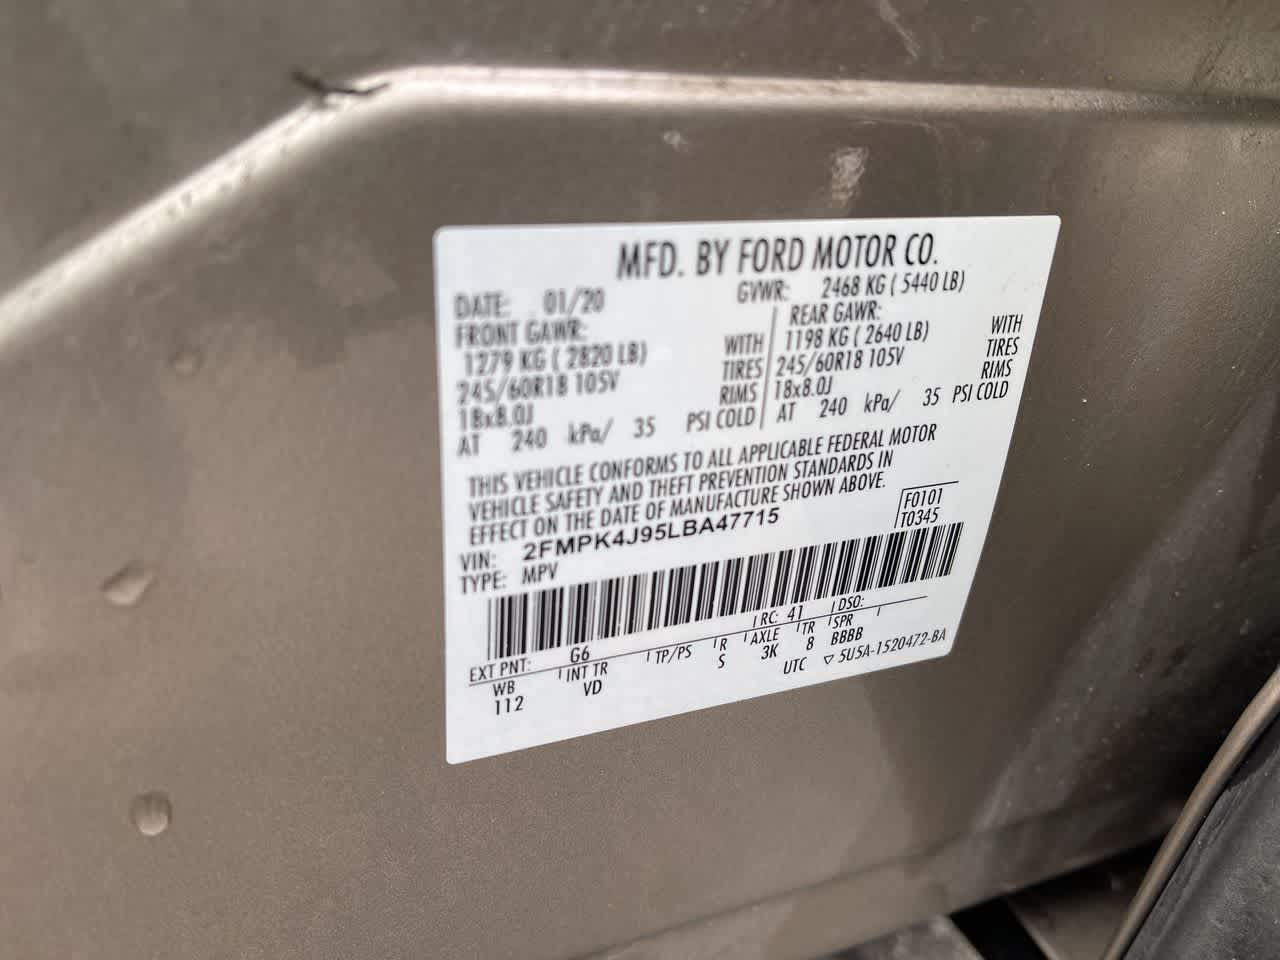 MFD. BY FORD MOTOR CO.
DATE: 01/20 GVWR: 2468 KG ( 5440 LB)
FRONT GAWR: REAR GAWR:
1279 KG ( 2820 LB) WITH 1198 KG ( 2640 LB) WITH
245/60R18 105V TIRES 245/60R18 105V TIRES
18x8.0J RIMS 18x8.0J RIMS
AT 240 kPa/ 35 PSI COLD AT 240 kPa/ 35 PSI COLD
THIS VEHICLE CONFORMS TO ALL APPLICABLE FEDERAL MOTOR
VEHICLE SAFETY AND THEFT PREVENTION STANDARDS IN
EFFECT ON THE DATE OF MANUFACTURE SHOWN ABOVE.
F0101
VIN: 2FMPK4J95LBA47715 T0345
TYPE: MPV
EXT PNT: G6 RC: 41 DSO:
WB INT TR TP/PS R AXLE TR SPR
112 VD S 3K 8 BBBB
UTC ▽ 5U5A-1520472-BA